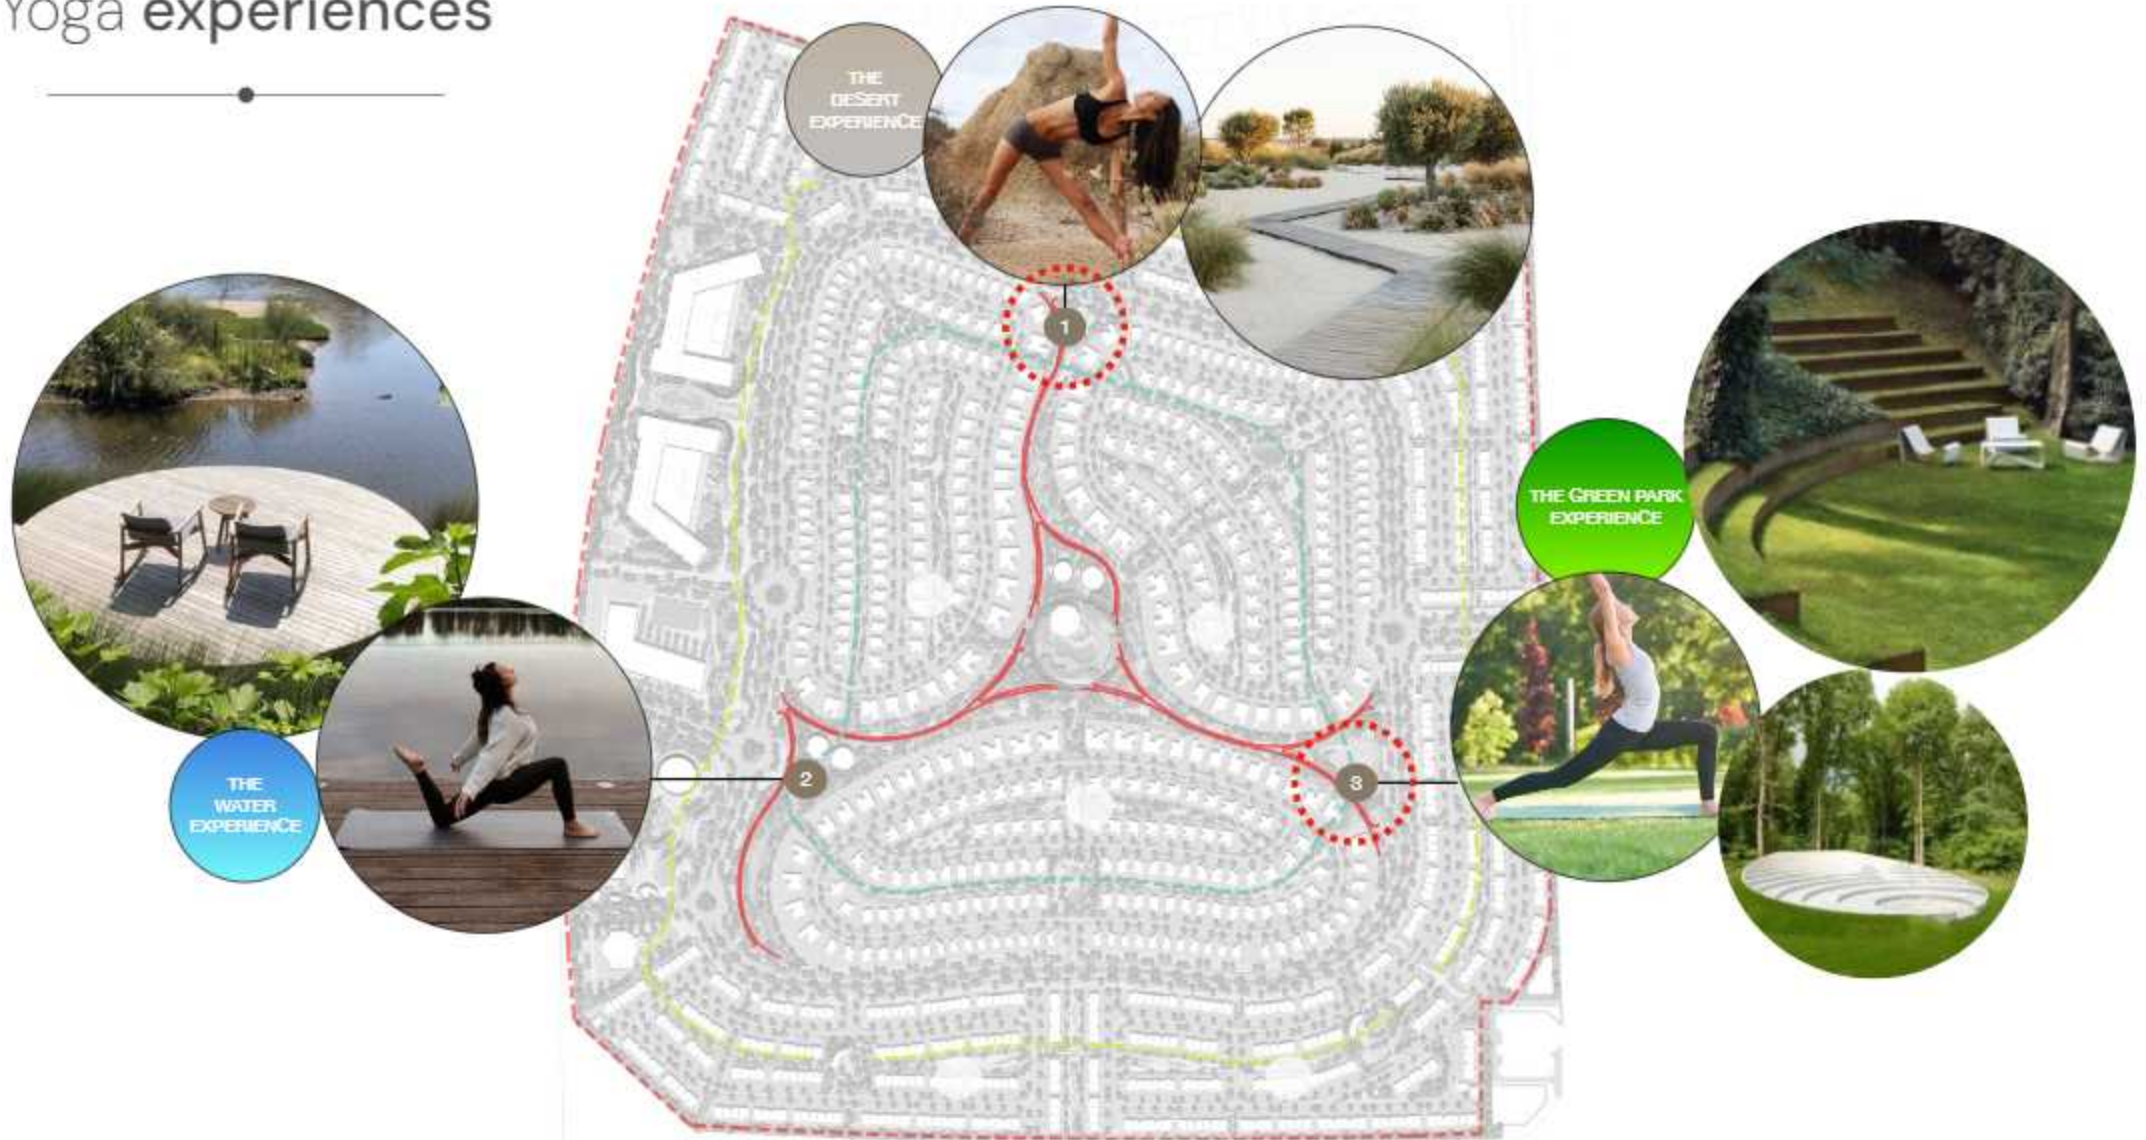 Yoga experiences
THE
DESERT
EXPERIENCE
1
THE GREEN PARK
EXPERIENCE
THE
WATER
EXPERIENCE
2
3